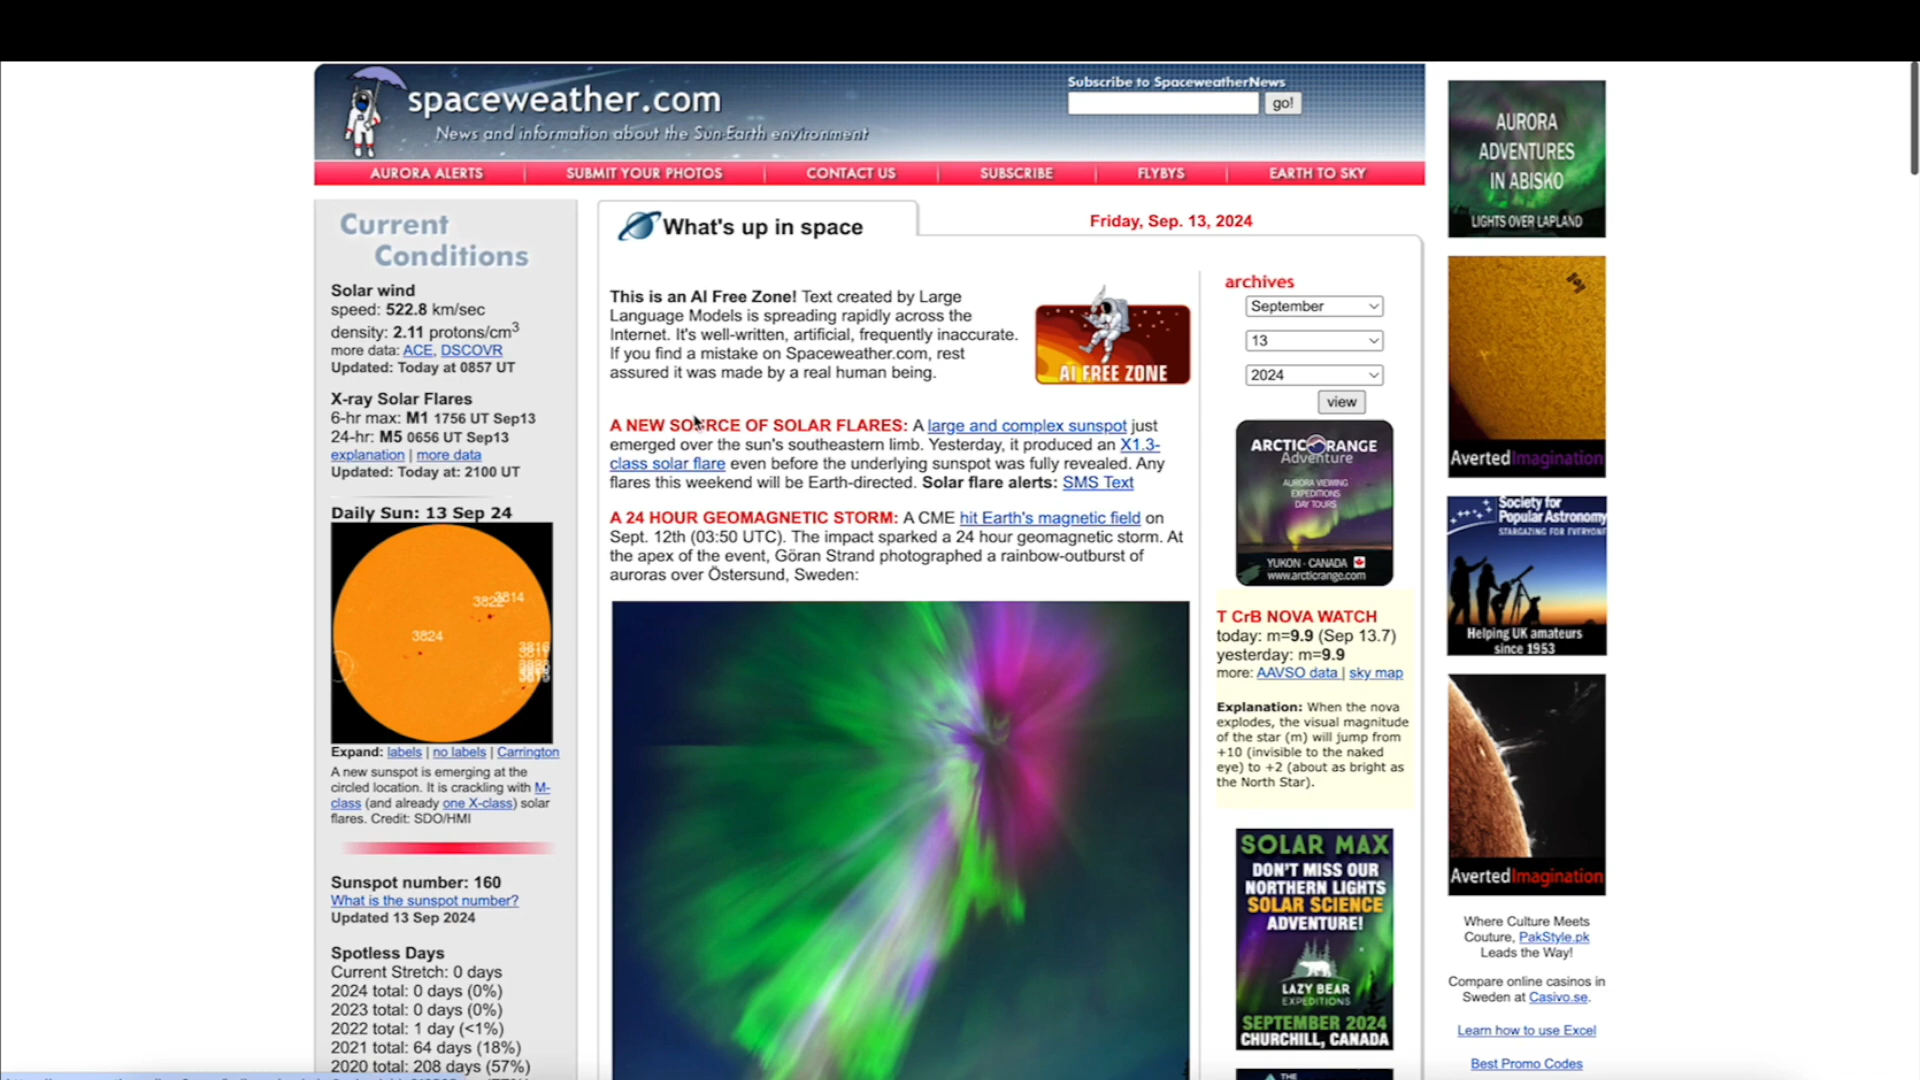 spaceweather.com
News and information about the Sun-Earth environment
Subscribe to SpaceweatherNews
go!
AURORA ALERTS
SUBMIT YOUR PHOTOS
CONTACT US
SUBSCRIBE
FLYBYS
EARTH TO SKY
Current
Conditions
Solar wind
speed: 522.8 km/sec
density: 2.11 protons/cm3
more data: ACE, DSCOVR
Updated: Today at 0857 UT
X-ray Solar Flares
6-hr max: M1 1756 UT Sep13
24-hr: M5 0656 UT Sep13
explanation | more data
Updated: Today at: 2100 UT
Daily Sun: 13 Sep 24
3814
3822
3824
Expand: labels | no labels | Carrington
A new sunspot is emerging at the
circled location. It is crackling with M-
class (and already one X-class) solar
flares. Credit: SDO/HMI
Sunspot number: 160
What is the sunspot number?
Updated 13 Sep 2024
Spotless Days
Current Stretch: 0 days
2024 total: 0 days (0%)
2023 total: 0 days (0%)
2022 total: 1 day (<1%)
2021 total: 64 days (18%)
2020 total: 208 days (57%)
What's up in space
Friday, Sep. 13, 2024
This is an AI Free Zone! Text created by Large
Language Models is spreading rapidly across the
Internet. It's well-written, artificial, frequently inaccurate.
If you find a mistake on Spaceweather.com, rest
assured it was made by a real human being.
AI FREE ZONE
A NEW SOURCE OF SOLAR FLARES: A large and complex sunspot just
emerged over the sun's southeastern limb. Yesterday, it produced an X1.3-
class solar flare even before the underlying sunspot was fully revealed. Any
flares this weekend will be Earth-directed. Solar flare alerts: SMS Text
A 24 HOUR GEOMAGNETIC STORM: A CME hit Earth's magnetic field on
Sept. 12th (03:50 UTC). The impact sparked a 24 hour geomagnetic storm. At
the apex of the event, Göran Strand photographed a rainbow-outburst of
auroras over Östersund, Sweden:
archives
September
13
2024
view
ARCTIC RANGE
Adventure
AURORA VIEWING
EXPEDITIONS
DAY TOURS
YUKON - CANADA
www.arcticrange.com
T CrB NOVA WATCH
today: m=9.9 (Sep 13.7)
yesterday: m=9.9
more: AAVSO data | sky map
Explanation: When the nova
explodes, the visual magnitude
of the star (m) will jump from
+10 (invisible to the naked
eye) to +2 (about as bright as
the North Star).
SOLAR MAX
DON'T MISS OUR
NORTHERN LIGHTS
SOLAR SCIENCE
ADVENTURE!
LAZY BEAR
EXPEDITIONS
SEPTEMBER 2024
CHURCHILL, CANADA
THE
AURORA
ADVENTURES
IN ABISKO
LIGHTS OVER LAPLAND
AvertedImagination
Society for
Popular Astronomy
STARGAZING FOR EVERYONE
Helping UK amateurs
since 1953
AvertedImagination
Where Culture Meets
Couture, PakStyle.pk
Leads the Way!
Compare online casinos in
Sweden at Casivo.se.
Learn how to use Excel
Best Promo Codes